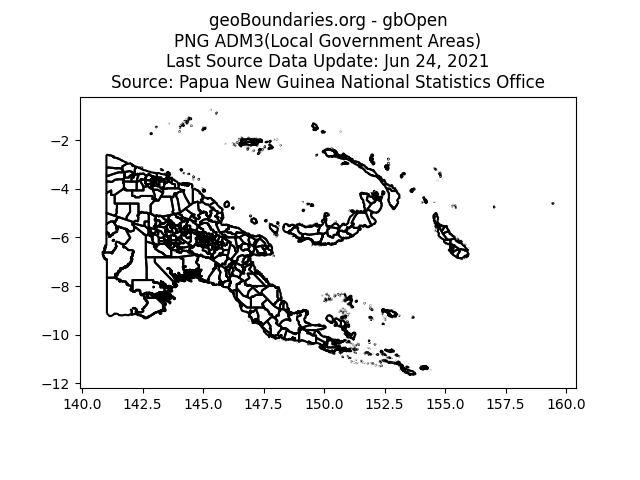 geoBoundaries.org - gbOpen
PNG ADM3(Local Government Areas)
Last Source Data Update: Jun 24, 2021
Source: Papua New Guinea National Statistics Office
−2
−4
−6
−8
−10
−12
140.0 142.5 145.0 147.5 150.0 152.5 155.0 157.5 160.0